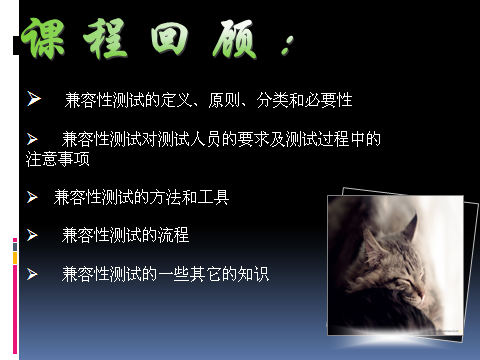 课程回顾：
➢ 兼容性测试的定义、原则、分类和必要性
➢ 兼容性测试对测试人员的要求及测试过程中的
注意事项
➢ 兼容性测试的方法和工具
➢ 兼容性测试的流程
➢ 兼容性测试的一些其它的知识